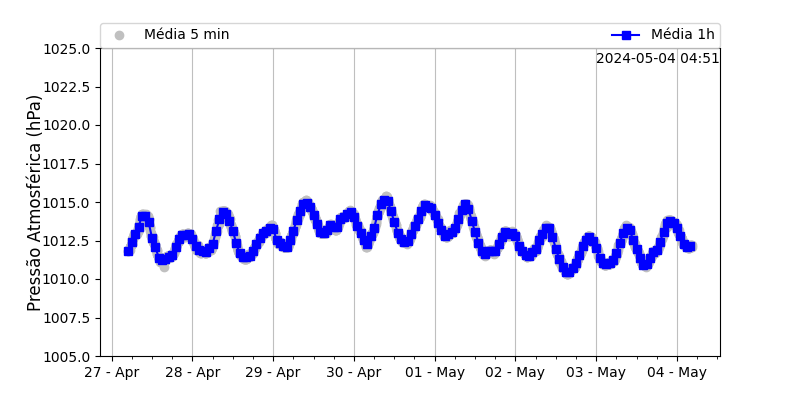 Média 5 min
Média 1h
2024-05-04 04:51
Pressão Atmosférica (hPa)
1025.0
1022.5
1020.0
1017.5
1015.0
1012.5
1010.0
1007.5
1005.0
27 - Apr
28 - Apr
29 - Apr
30 - Apr
01 - May
02 - May
03 - May
04 - May